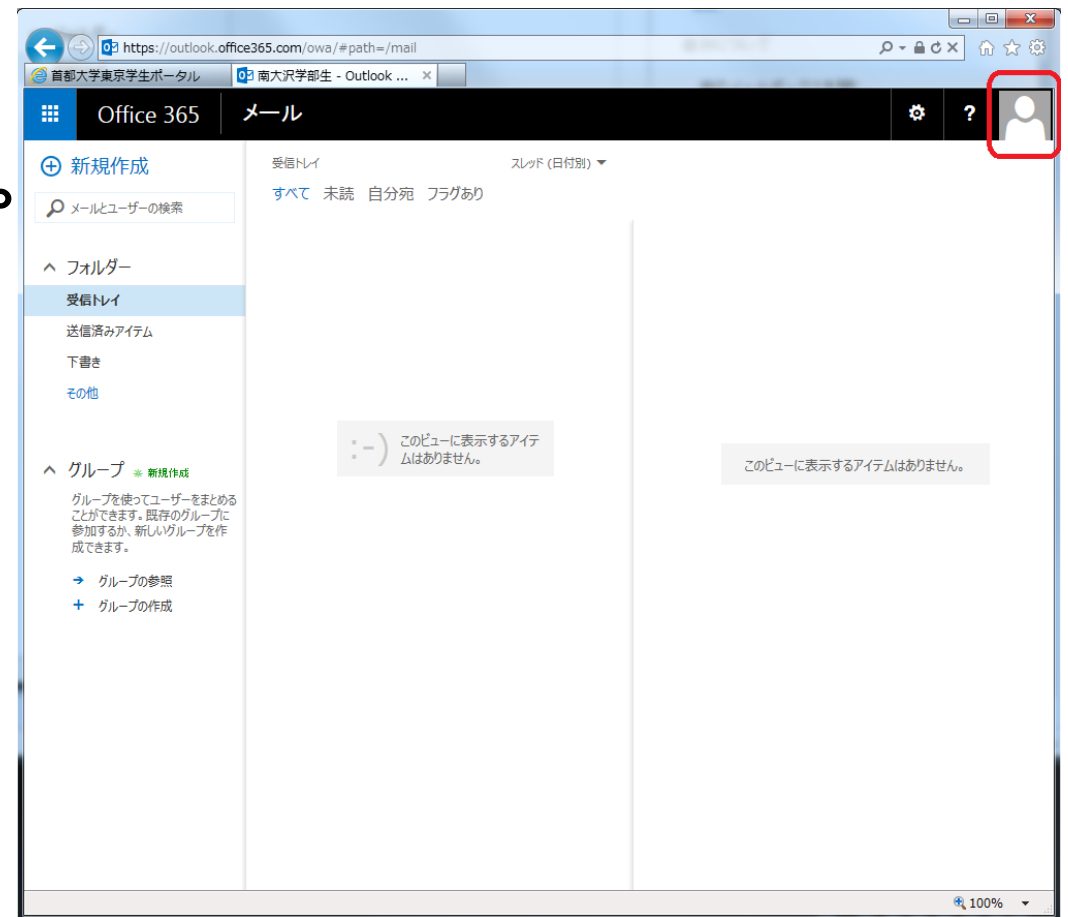 https://outlook.office365.com/owa/#path=/mail
首都大学東京学生ポータル
南大沢学部生 - Outlook ...
Office 365
メール
?
新規作成
メールとユーザーの検索
フォルダー
受信トレイ
送信済みアイテム
下書き
その他
グループ
新規作成
グループを使ってユーザーをまとめる
ことができます。既存のグループに
参加するか、新しいグループを作
成できます。
グループの参照
グループの作成
受信トレイ
スレッド (日付別)
すべて 未読 自分宛 フラグあり
:-)
このビューに表示するアイテ
ムはありません。
このビューに表示するアイテムはありません。
100%